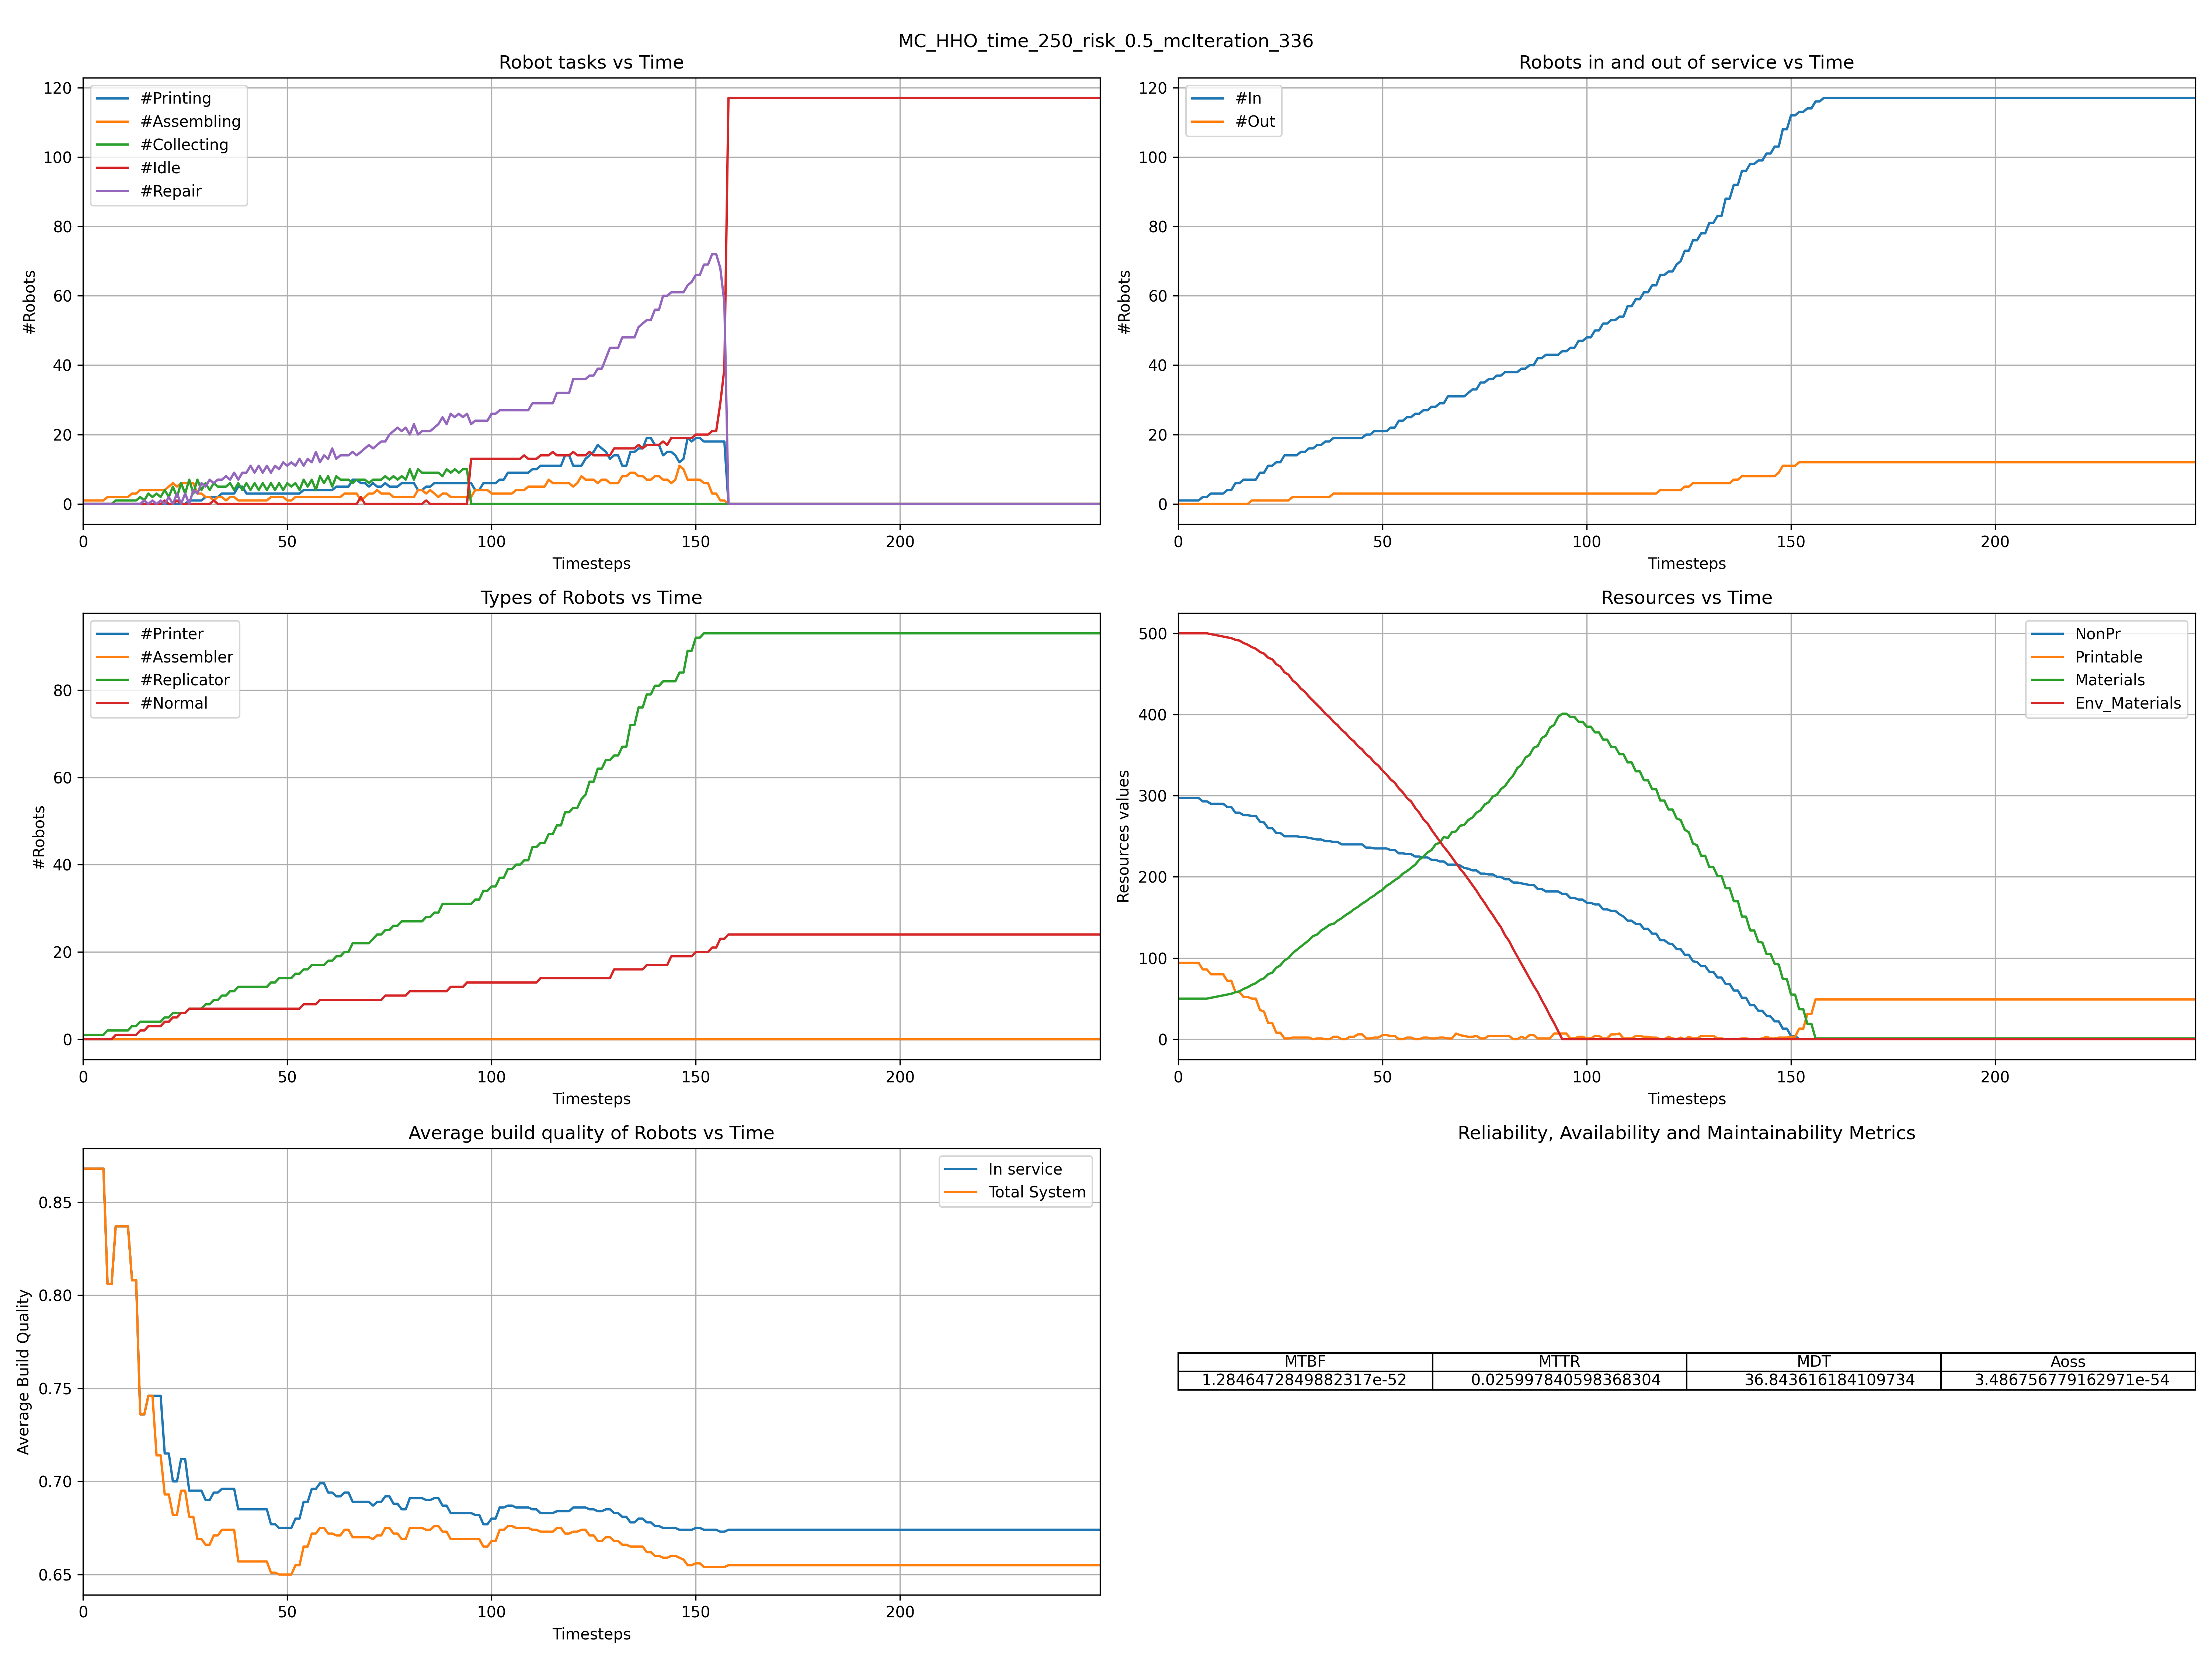 MC_HHO_time_250_risk_0.5_mcIteration_336
Robot tasks vs Time
120
100
80
60
40
20
0
#Robots
#Printing
#Assembling
#Collecting
#Idle
#Repair
0 50 100 150 200
Timesteps
Robots in and out of service vs Time
120
100
80
60
40
20
0
#Robots
#In
#Out
0 50 100 150 200
Timesteps
Types of Robots vs Time
80
60
40
20
0
#Robots
#Printer
#Assembler
#Replicator
#Normal
0 50 100 150 200
Timesteps
Resources vs Time
500
400
300
200
100
0
Resources values
NonPr
Printable
Materials
Env_Materials
0 50 100 150 200
Timesteps
Average build quality of Robots vs Time
0.85
0.80
0.75
0.70
0.65
Average Build Quality
In service
Total System
0 50 100 150 200
Timesteps
Reliability, Availability and Maintainability Metrics
MTBF MTTR MDT Aoss
1.2846472849882317e-52 0.025997840598368304 36.843616184109734 3.486756779162971e-54